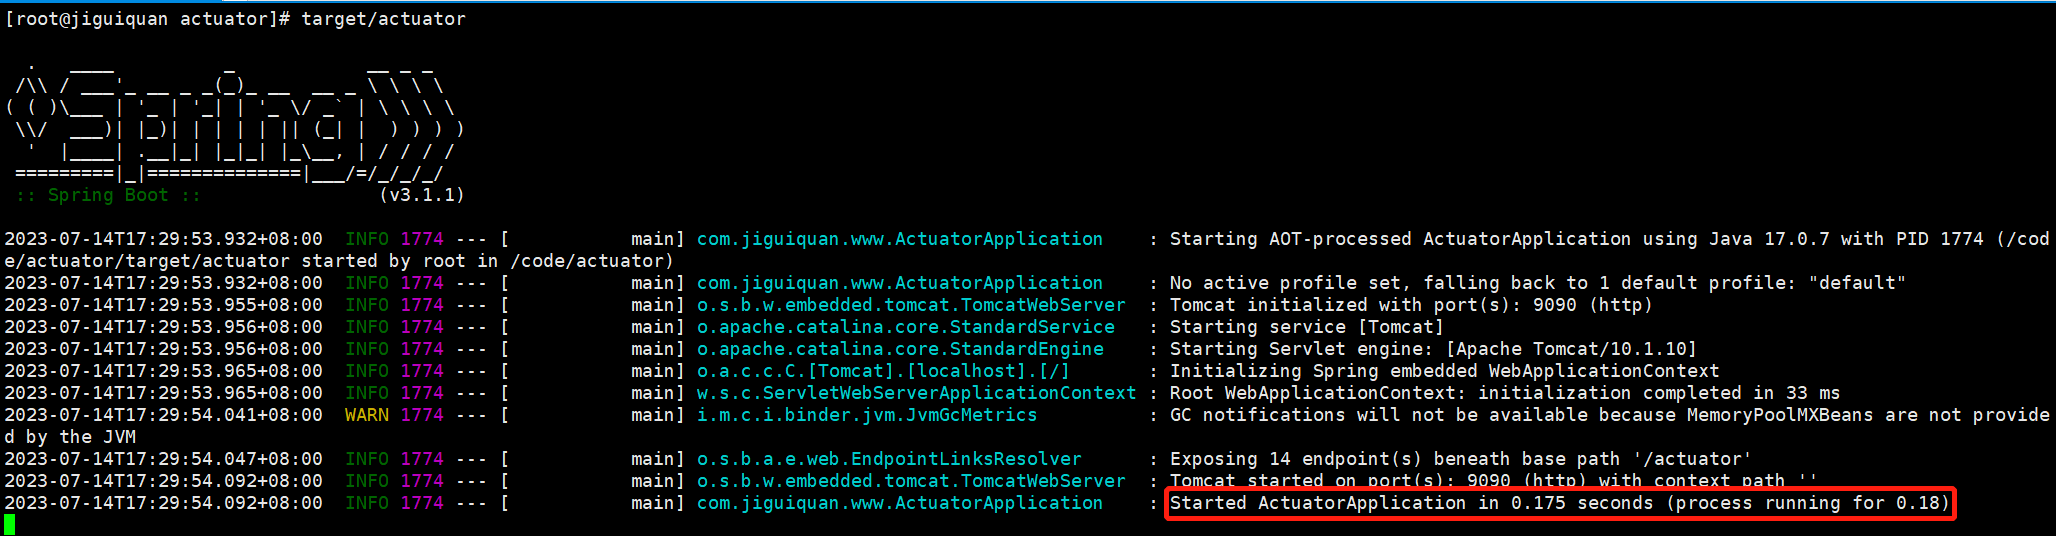 [root@jiguiquan actuator]# target/actuator
  .   ____          _            __ _ _
 /\\ / ___'_ __ _ _(_)_ __  __ _ \ \ \ \
( ( )\___ | '_ | '_| | '_ \/ _` | \ \ \ \
 \\/  ___)| |_)| | | | | || (_| |  ) ) ) )
  '  |____| .__|_| |_|_| |_\__, | / / / /
 =========|_|==============|___/=/_/_/_/
 :: Spring Boot ::                (v3.1.1)
2023-07-14T17:29:53.932+08:00  INFO 1774 --- [           main] com.jiguiquan.www.ActuatorApplication    : Starting AOT-processed ActuatorApplication using Java 17.0.7 with PID 1774 (/cod
e/actuator/target/actuator started by root in /code/actuator)
2023-07-14T17:29:53.932+08:00  INFO 1774 --- [           main] com.jiguiquan.www.ActuatorApplication    : No active profile set, falling back to 1 default profile: "default"
2023-07-14T17:29:53.955+08:00  INFO 1774 --- [           main] o.s.b.w.embedded.tomcat.TomcatWebServer  : Tomcat initialized with port(s): 9090 (http)
2023-07-14T17:29:53.956+08:00  INFO 1774 --- [           main] o.apache.catalina.core.StandardService   : Starting service [Tomcat]
2023-07-14T17:29:53.956+08:00  INFO 1774 --- [           main] o.apache.catalina.core.StandardEngine    : Starting Servlet engine: [Apache Tomcat/10.1.10]
2023-07-14T17:29:53.965+08:00  INFO 1774 --- [           main] o.a.c.c.C.[Tomcat].[localhost].[/]       : Initializing Spring embedded WebApplicationContext
2023-07-14T17:29:53.965+08:00  INFO 1774 --- [           main] w.s.c.ServletWebServerApplicationContext : Root WebApplicationContext: initialization completed in 33 ms
2023-07-14T17:29:54.041+08:00  WARN 1774 --- [           main] i.m.c.i.binder.jvm.JvmGcMetrics          : GC notifications will not be available because MemoryPoolMXBeans are not provide
d by the JVM
2023-07-14T17:29:54.047+08:00  INFO 1774 --- [           main] o.s.b.a.e.web.EndpointLinksResolver      : Exposing 14 endpoint(s) beneath base path '/actuator'
2023-07-14T17:29:54.092+08:00  INFO 1774 --- [           main] o.s.b.w.embedded.tomcat.TomcatWebServer  : Tomcat started on port(s): 9090 (http) with context path ''
2023-07-14T17:29:54.092+08:00  INFO 1774 --- [           main] com.jiguiquan.www.ActuatorApplication    : Started ActuatorApplication in 0.175 seconds (process running for 0.18)